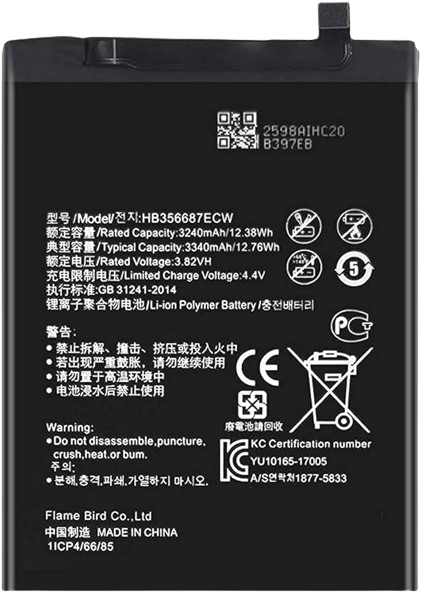 2598AIHC20
B397EB
型号/Model/전지:HB356687ECW
额定容量/Rated Capacity:3240mAh/12.38Wh
典型容量/Typical Capacity:3340mAh/12.76Wh
额定电压/Rated Voltage:3.82VH
充电限制电压/Limited Charge Voltage:4.4V
执行标准/GB 31241-2014
锂离子聚合物电池/Li-ion Polymer Battery/충전배터리
5
PC
警告:
• 禁止拆解、撞击、挤压或投入火中
• 若出现严重鼓胀，请勿继续使用
• 请勿置于高温环境中
• 电池浸水后禁止使用
CE
廢電池請回收
Warning:
•Do not disassemble,puncture,
crush,heat.or bum.
주의:
• 분해,충격,파쇄,가열하지 마시오
KC Certification number
YU10165-17005
A/S연락처1877-5833
Flame Bird Co.,Ltd
中国制造 MADE IN CHINA
1ICP4/66/85